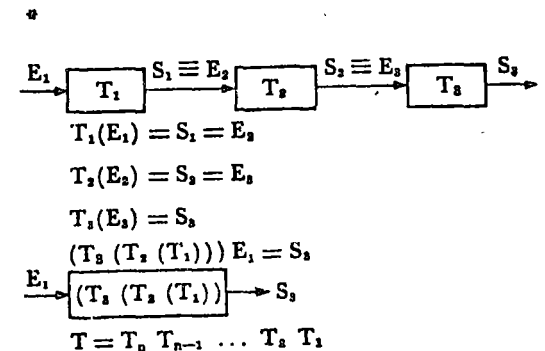 E₁ T₁ S₁ ≡ E₂ T₂ S₂ ≡ E₃ T₃ S₃
T₁(E₁) = S₁ = E₂
T₂(E₂) = S₂ = E₃
T₃(E₃) = S₃
(T₃ (T₂ (T₁))) E₁ = S₃
E₁ (T₃ (T₂ (T₁)) S₃
T = Tₙ Tₙ₋₁ ... T₂ T₁